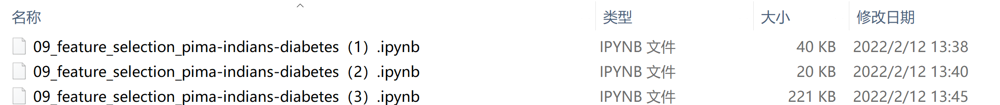 名称 类型 大小 修改日期
09_feature_selection_pima-indians-diabetes（1）.ipynb IPYNB 文件 40 KB 2022/2/12 13:38
09_feature_selection_pima-indians-diabetes（2）.ipynb IPYNB 文件 20 KB 2022/2/12 13:40
09_feature_selection_pima-indians-diabetes（3）.ipynb IPYNB 文件 221 KB 2022/2/12 13:45